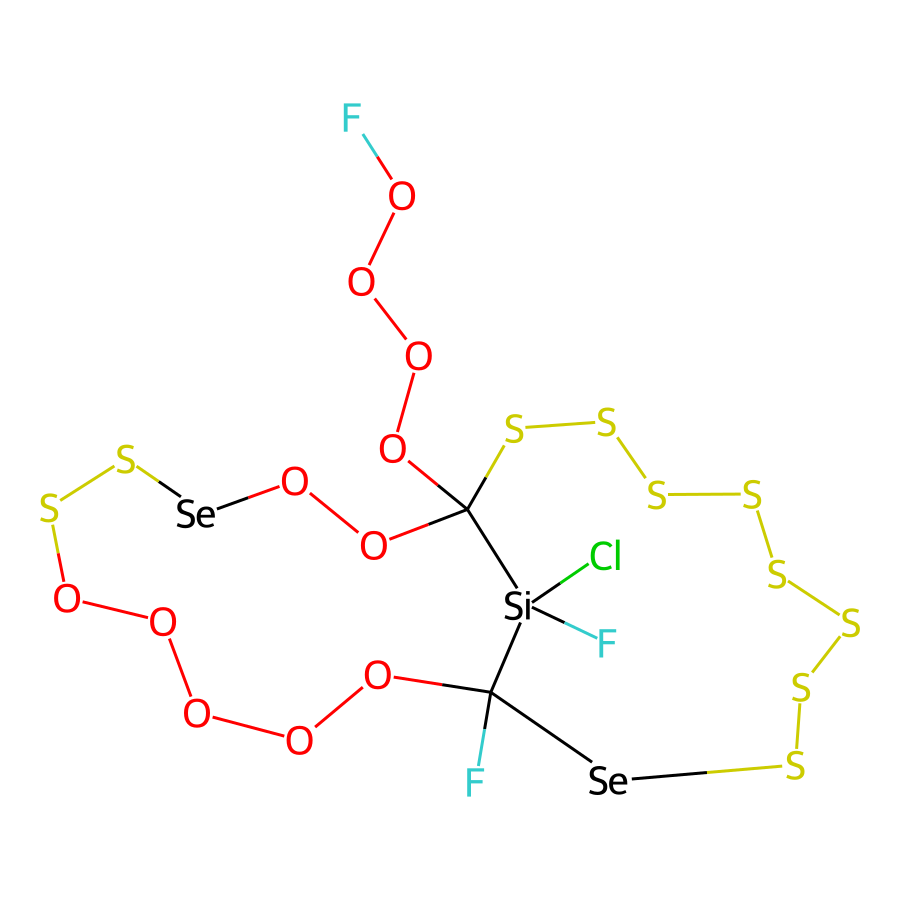 F
O
O
O
O S S
S Se O S S
S O
Cl
Si S
F S
O O O
O O S
F Se S